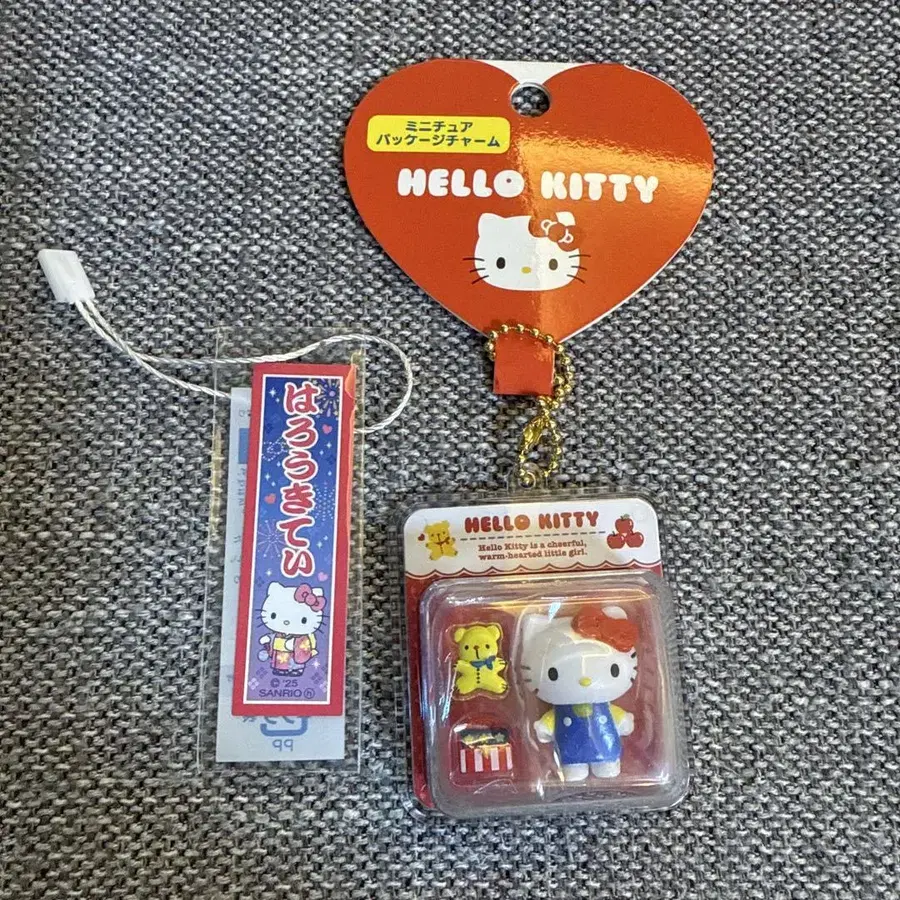 ミニチュア
パッケージチャーム
HELLO KITTY
はろうきてぃ
© '25
SANRIO ⓗ
HELLO KITTY
Hello Kitty is a cheerful,
warm-hearted little girl.
PP